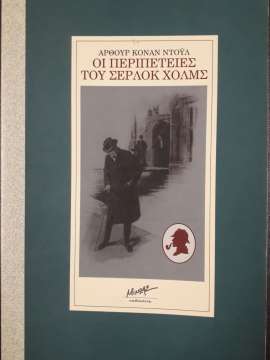 ΑΡΘΟΥΡ ΚΟΝΑΝ ΝΤΟΫΛ
ΟΙ ΠΕΡΙΠΕΤΕΙΕΣ
ΤΟΥ ΣΕΡΛΟΚ ΧΟΛΜΣ